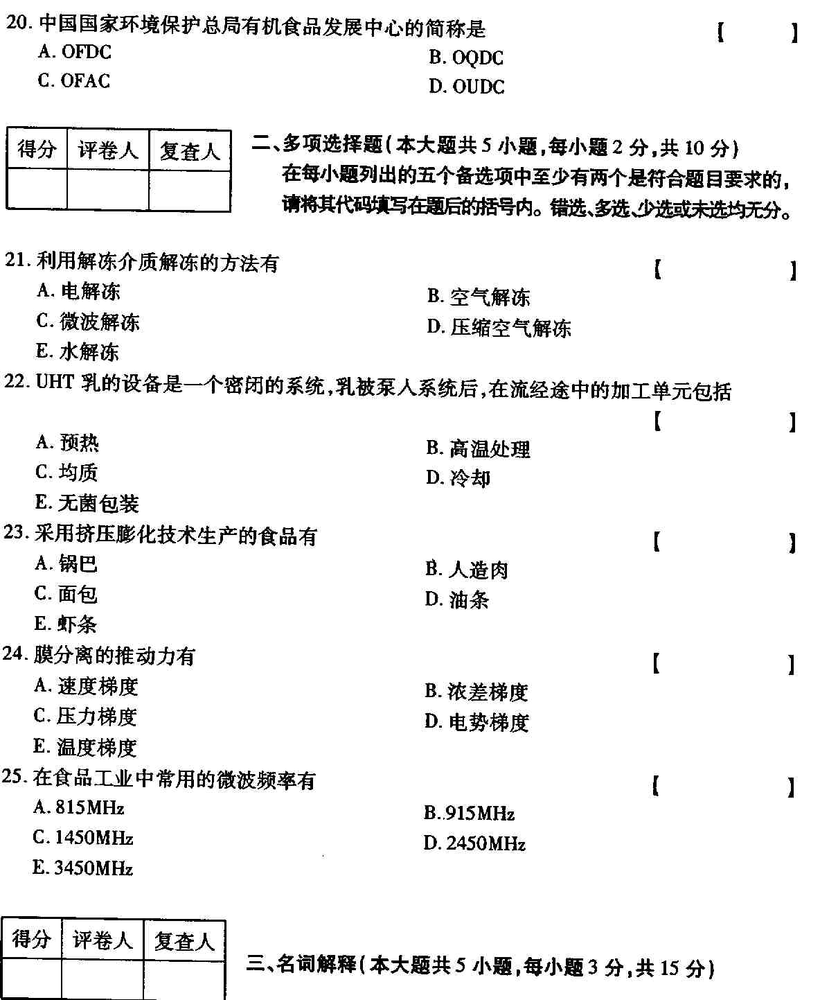 20. 中国国家环境保护总局有机食品发展中心的简称是 【 】
A. OFDC B. OQDC
C. OFAC D. OUDC
得分 评卷人 复查人
二、多项选择题(本大题共 5 小题,每小题 2 分,共 10 分)
在每小题列出的五个备选项中至少有两个是符合题目要求的,
请将其代码填写在题后的括号内。错选、多选、少选或未选均无分。
21. 利用解冻介质解冻的方法有 【 】
A. 电解冻 B. 空气解冻
C. 微波解冻 D. 压缩空气解冻
E. 水解冻
22. UHT 乳的设备是一个密闭的系统,乳被泵人系统后,在流经途中的加工单元包括
【 】
A. 预热 B. 高温处理
C. 均质 D. 冷却
E. 无菌包装
23. 采用挤压膨化技术生产的食品有 【 】
A. 锅巴 B. 人造肉
C. 面包 D. 油条
E. 虾条
24. 膜分离的推动力有 【 】
A. 速度梯度 B. 浓差梯度
C. 压力梯度 D. 电势梯度
E. 温度梯度
25. 在食品工业中常用的微波频率有 【 】
A. 815MHz B. 915MHz
C. 1450MHz D. 2450MHz
E. 3450MHz
得分 评卷人 复查人
三、名词解释(本大题共 5 小题,每小题 3 分,共 15 分)